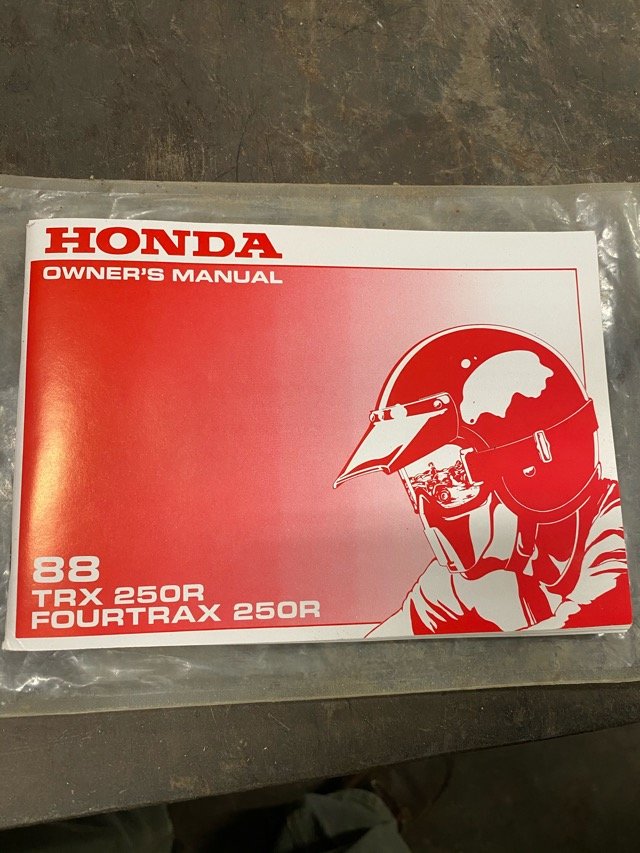 HONDA
OWNER'S MANUAL
88
TRX 250R
FOURTRAX 250R